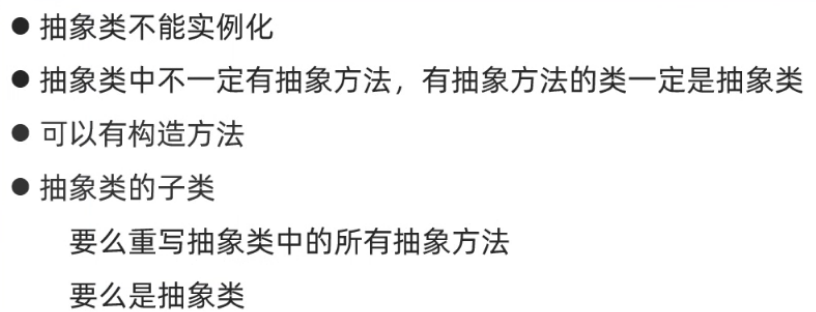 ● 抽象类不能实例化
● 抽象类中不一定有抽象方法，有抽象方法的类一定是抽象类
● 可以有构造方法
● 抽象类的子类
要么重写抽象类中的所有抽象方法
要么是抽象类